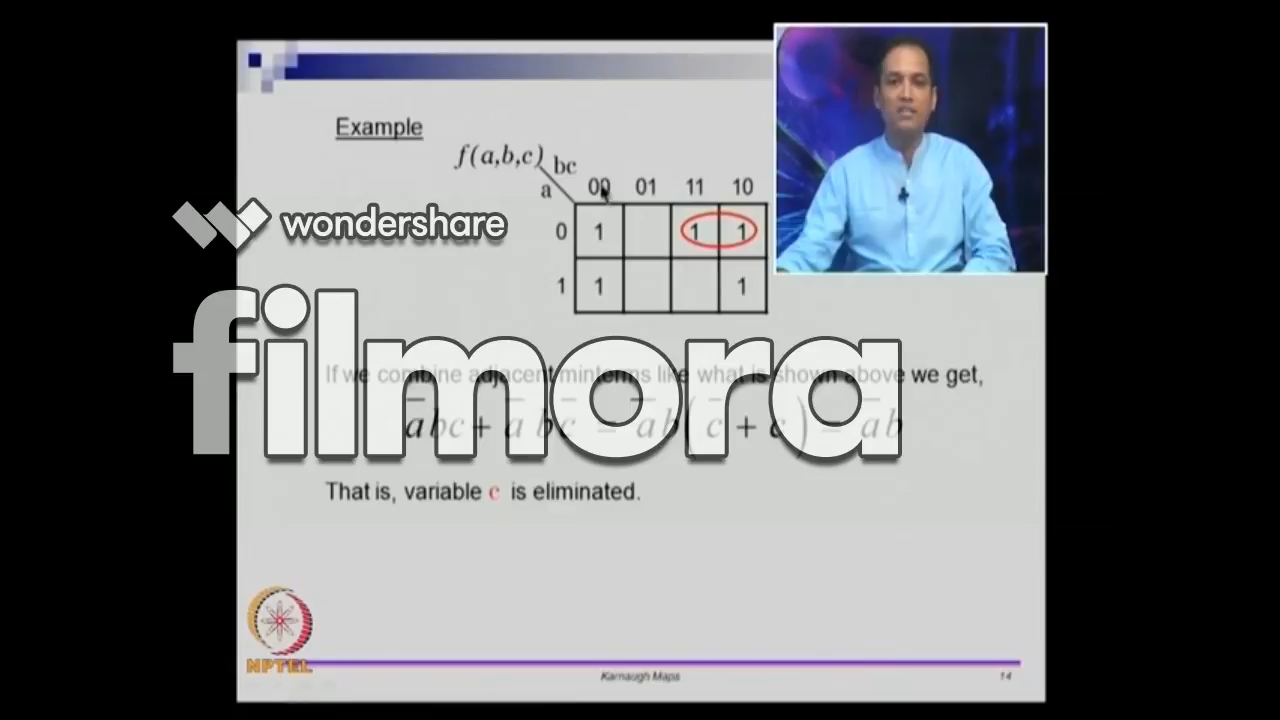 Example
f(a,b,c)
bc
a
00 01 11 10
0 1 1 1
1 1 1
wondershare
filmora
If we combine adjacent minterms like what is shown above we get,
a̅bc + a̅ b c̅ = a̅ b ( c̅ + c ) = a̅ b
That is, variable c is eliminated.
NPTEL
Karnaugh Maps
14